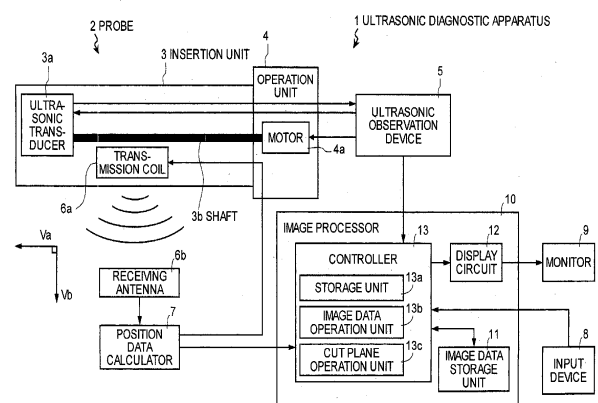 2 PROBE
1 ULTRASONIC DIAGNOSTIC APPARATUS
3a
3 INSERTION UNIT
4
OPERATION
UNIT
5
ULTRA-
SONIC
TRANS-
DUCER
ULTRASONIC
OBSERVATION
DEVICE
MOTOR
4a
TRANS-
MISSION COIL
6a
3b SHAFT
10
IMAGE PROCESSOR
13
12
9
Va
Vb
6b
RECEIVING
ANTENNA
CONTROLLER
DISPLAY
CIRCUIT
MONITOR
13a
STORAGE UNIT
13b
IMAGE DATA
OPERATION UNIT
7
POSITION
DATA
CALCULATOR
13c
CUT PLANE
OPERATION UNIT
11
IMAGE DATA
STORAGE
UNIT
8
INPUT
DEVICE